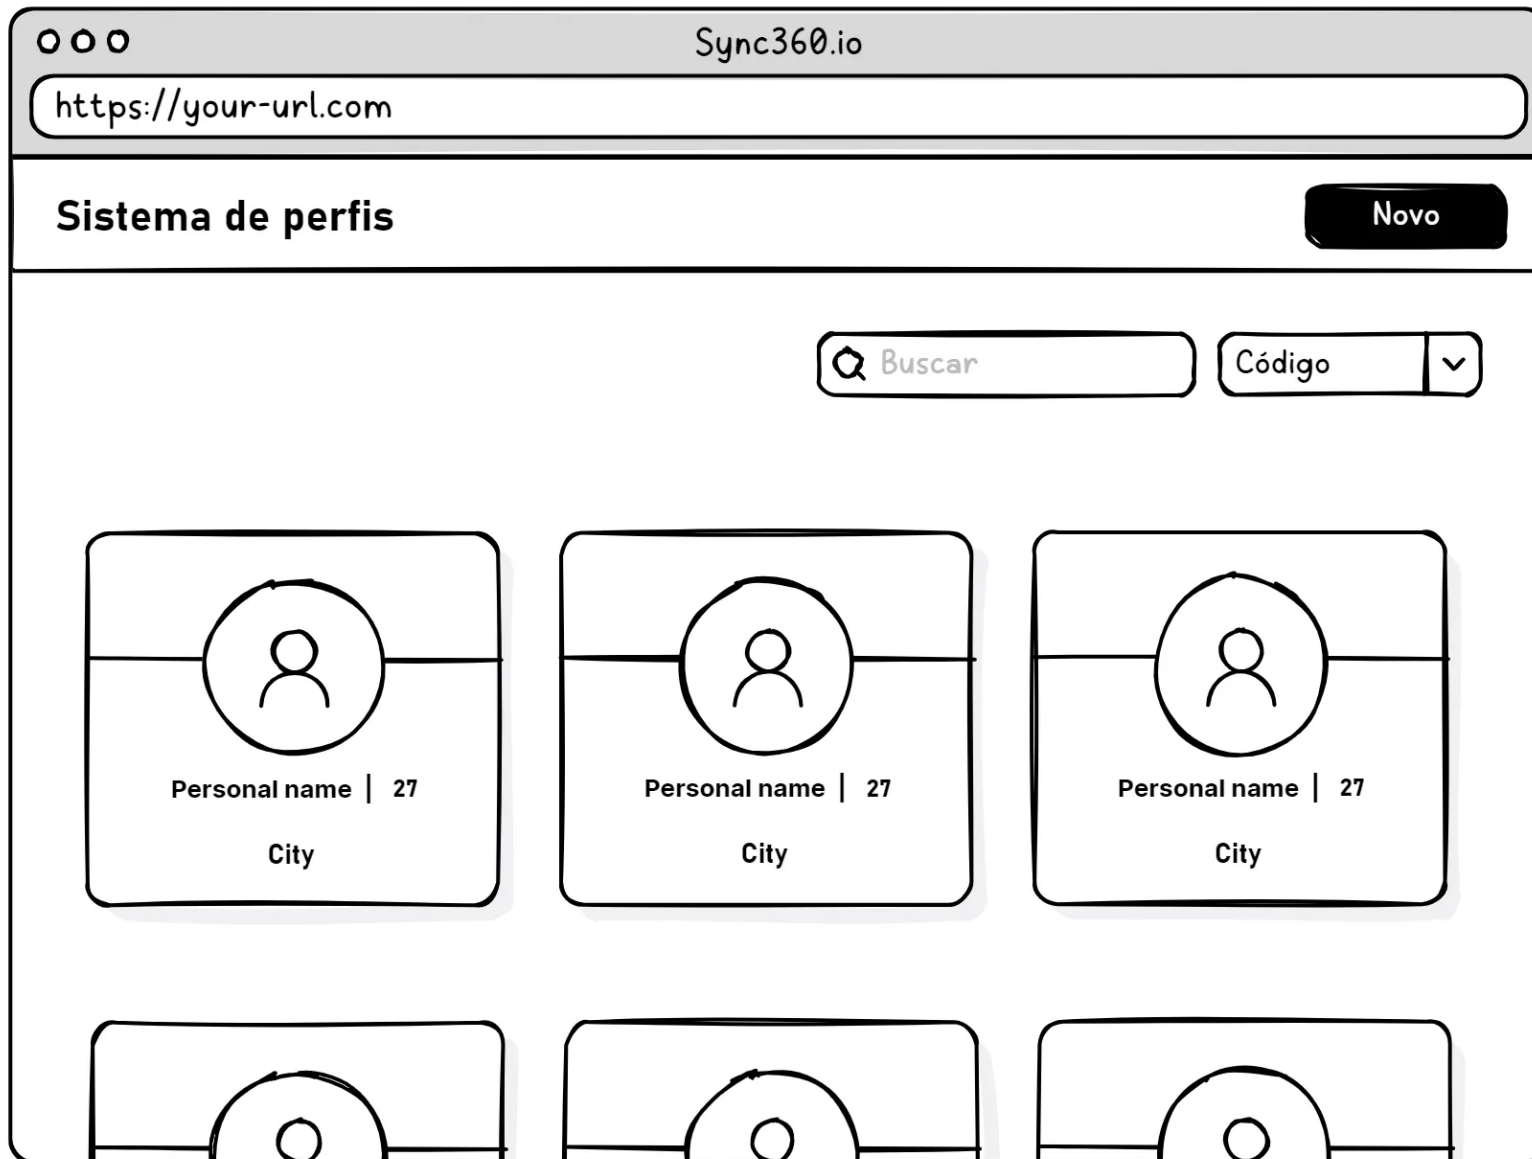 Sync360.io
https://your-url.com
Sistema de perfis
Novo
Buscar
Código
Personal name | 27
City
Personal name | 27
City
Personal name | 27
City